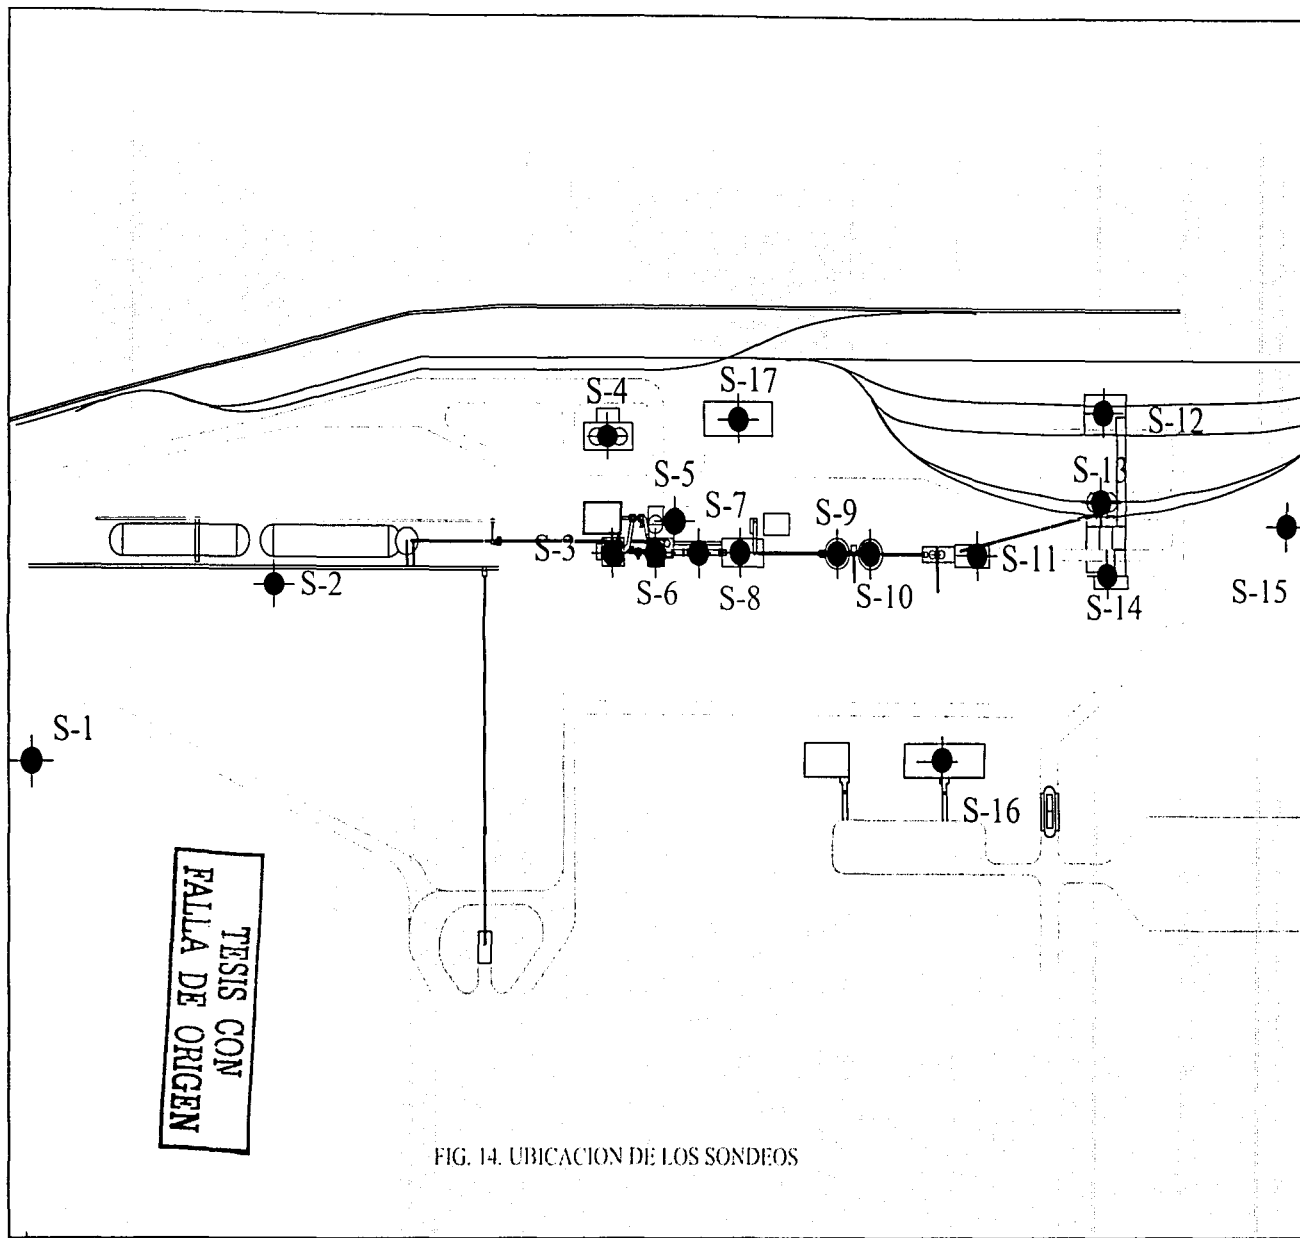 S-17
S-4
S-12
S-13
S-5
S-7
S-9
S-3
S-11
S-2
S-6
S-8
S-10
S-14
S-15
S-1
S-16
TESIS CON
FALLA DE ORIGEN
FIG. 14. UBICACION DE LOS SONDEOS